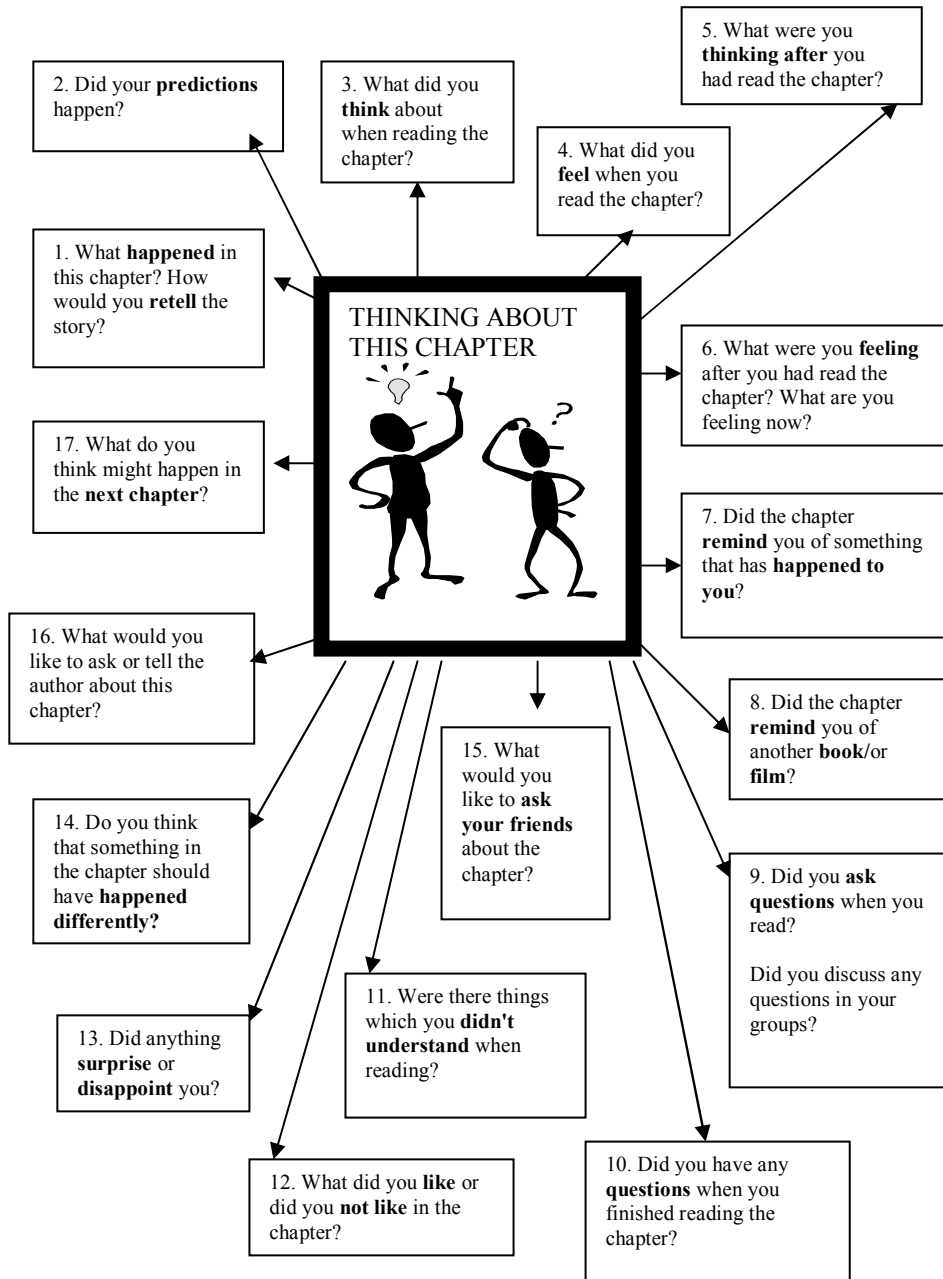 5. What were you
thinking after you
had read the chapter?
2. Did your predictions
happen?
3. What did you
think about
when reading the
chapter?
4. What did you
feel when you
read the chapter?
1. What happened in
this chapter? How
would you retell the
story?
THINKING ABOUT
THIS CHAPTER
?
6. What were you feeling
after you had read the
chapter? What are you
feeling now?
17. What do you
think might happen in
the next chapter?
7. Did the chapter
remind you of something
that has happened to
you?
16. What would you
like to ask or tell the
author about this
chapter?
8. Did the chapter
remind you of
another book/or
film?
15. What
would you
like to ask
your friends
about the
chapter?
14. Do you think
that something in
the chapter should
have happened
differently?
9. Did you ask
questions when you
read?
Did you discuss any
questions in your
groups?
11. Were there things
which you didn't
understand when
reading?
13. Did anything
surprise or
disappoint you?
12. What did you like or
did you not like in the
chapter?
10. Did you have any
questions when you
finished reading the
chapter?